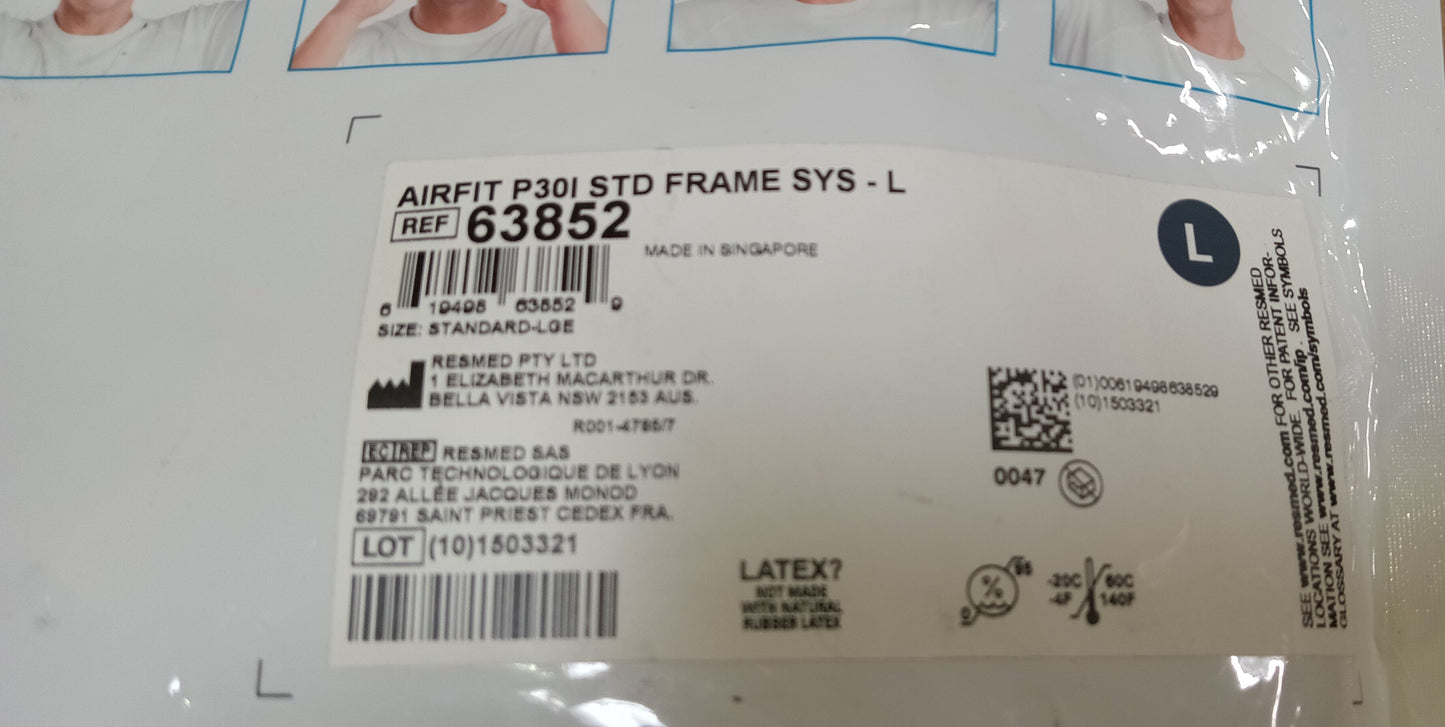 AIRFIT P30I STD FRAME SYS - L
REF 63852
MADE IN SINGAPORE
L
6 19498 63852 9
SIZE: STANDARD-LGE
RESMED PTY LTD
1 ELIZABETH MACARTHUR DR.
BELLA VISTA NSW 2153 AUS.
R001-4786/7
EC REP RESMED SAS
PARC TECHNOLOGIQUE DE LYON
292 ALLÉE JACQUES MONOD
69791 SAINT PRIEST CEDEX FRA.
LOT (10)1503321
(01)00619498638529
(10)1503321
0047
LATEX?
NOT MADE
WITH NATURAL
RUBBER LATEX
% 0 95
-20C 60C
-4F 140F
SEE www.resmed.com FOR OTHER RESMED
LOCATIONS WORLD-WIDE. FOR PATENT INFOR-
MATION SEE www.resmed.com/ip. SEE SYMBOLS
GLOSSARY AT www.resmed.com/symbols